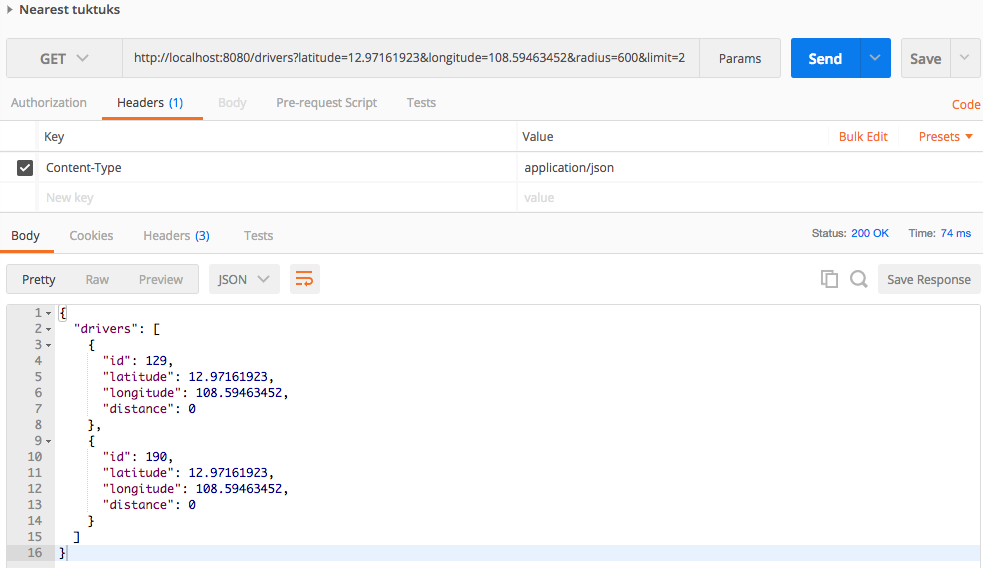 Nearest tuktuks
GET http://localhost:8080/drivers?latitude=12.97161923&longitude=108.59463452&radius=600&limit=2 Params Send Save
Authorization Headers (1) Body Pre-request Script Tests Code
Key Value Bulk Edit Presets
Content-Type application/json
New key value
Body Cookies Headers (3) Tests Status: 200 OK Time: 74 ms
Pretty Raw Preview JSON Save Response
1 {
2 "drivers": [
3 {
4 "id": 129,
5 "latitude": 12.97161923,
6 "longitude": 108.59463452,
7 "distance": 0
8 },
9 {
10 "id": 190,
11 "latitude": 12.97161923,
12 "longitude": 108.59463452,
13 "distance": 0
14 }
15 ]
16 }